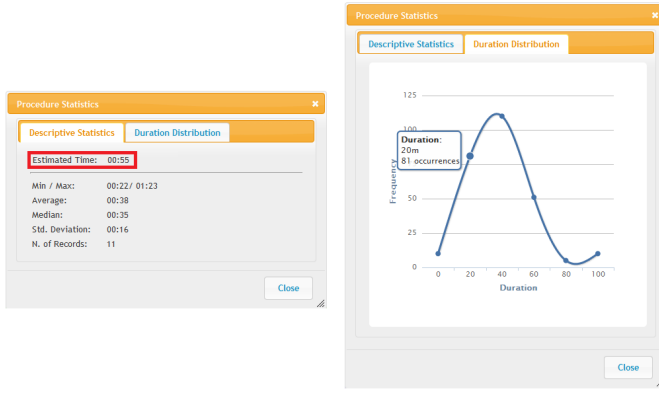 Procedure Statistics
Descriptive Statistics Duration Distribution
Estimated Time: 00:55
Min / Max: 00:22/ 01:23
Average: 00:38
Median: 00:35
Std. Deviation: 00:16
N. of Records: 11
Close
Procedure Statistics
Descriptive Statistics Duration Distribution
125
100
Duration:
20m
81 occurrences
Frequency
50
25
0
0 20 40 60 80 100
Duration
Close